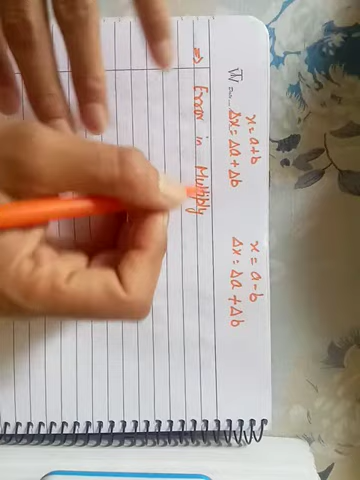 x = a+b
x = a-b
Δx = Δa + Δb
Δx = Δa + Δb
⇒ Error in Multiply